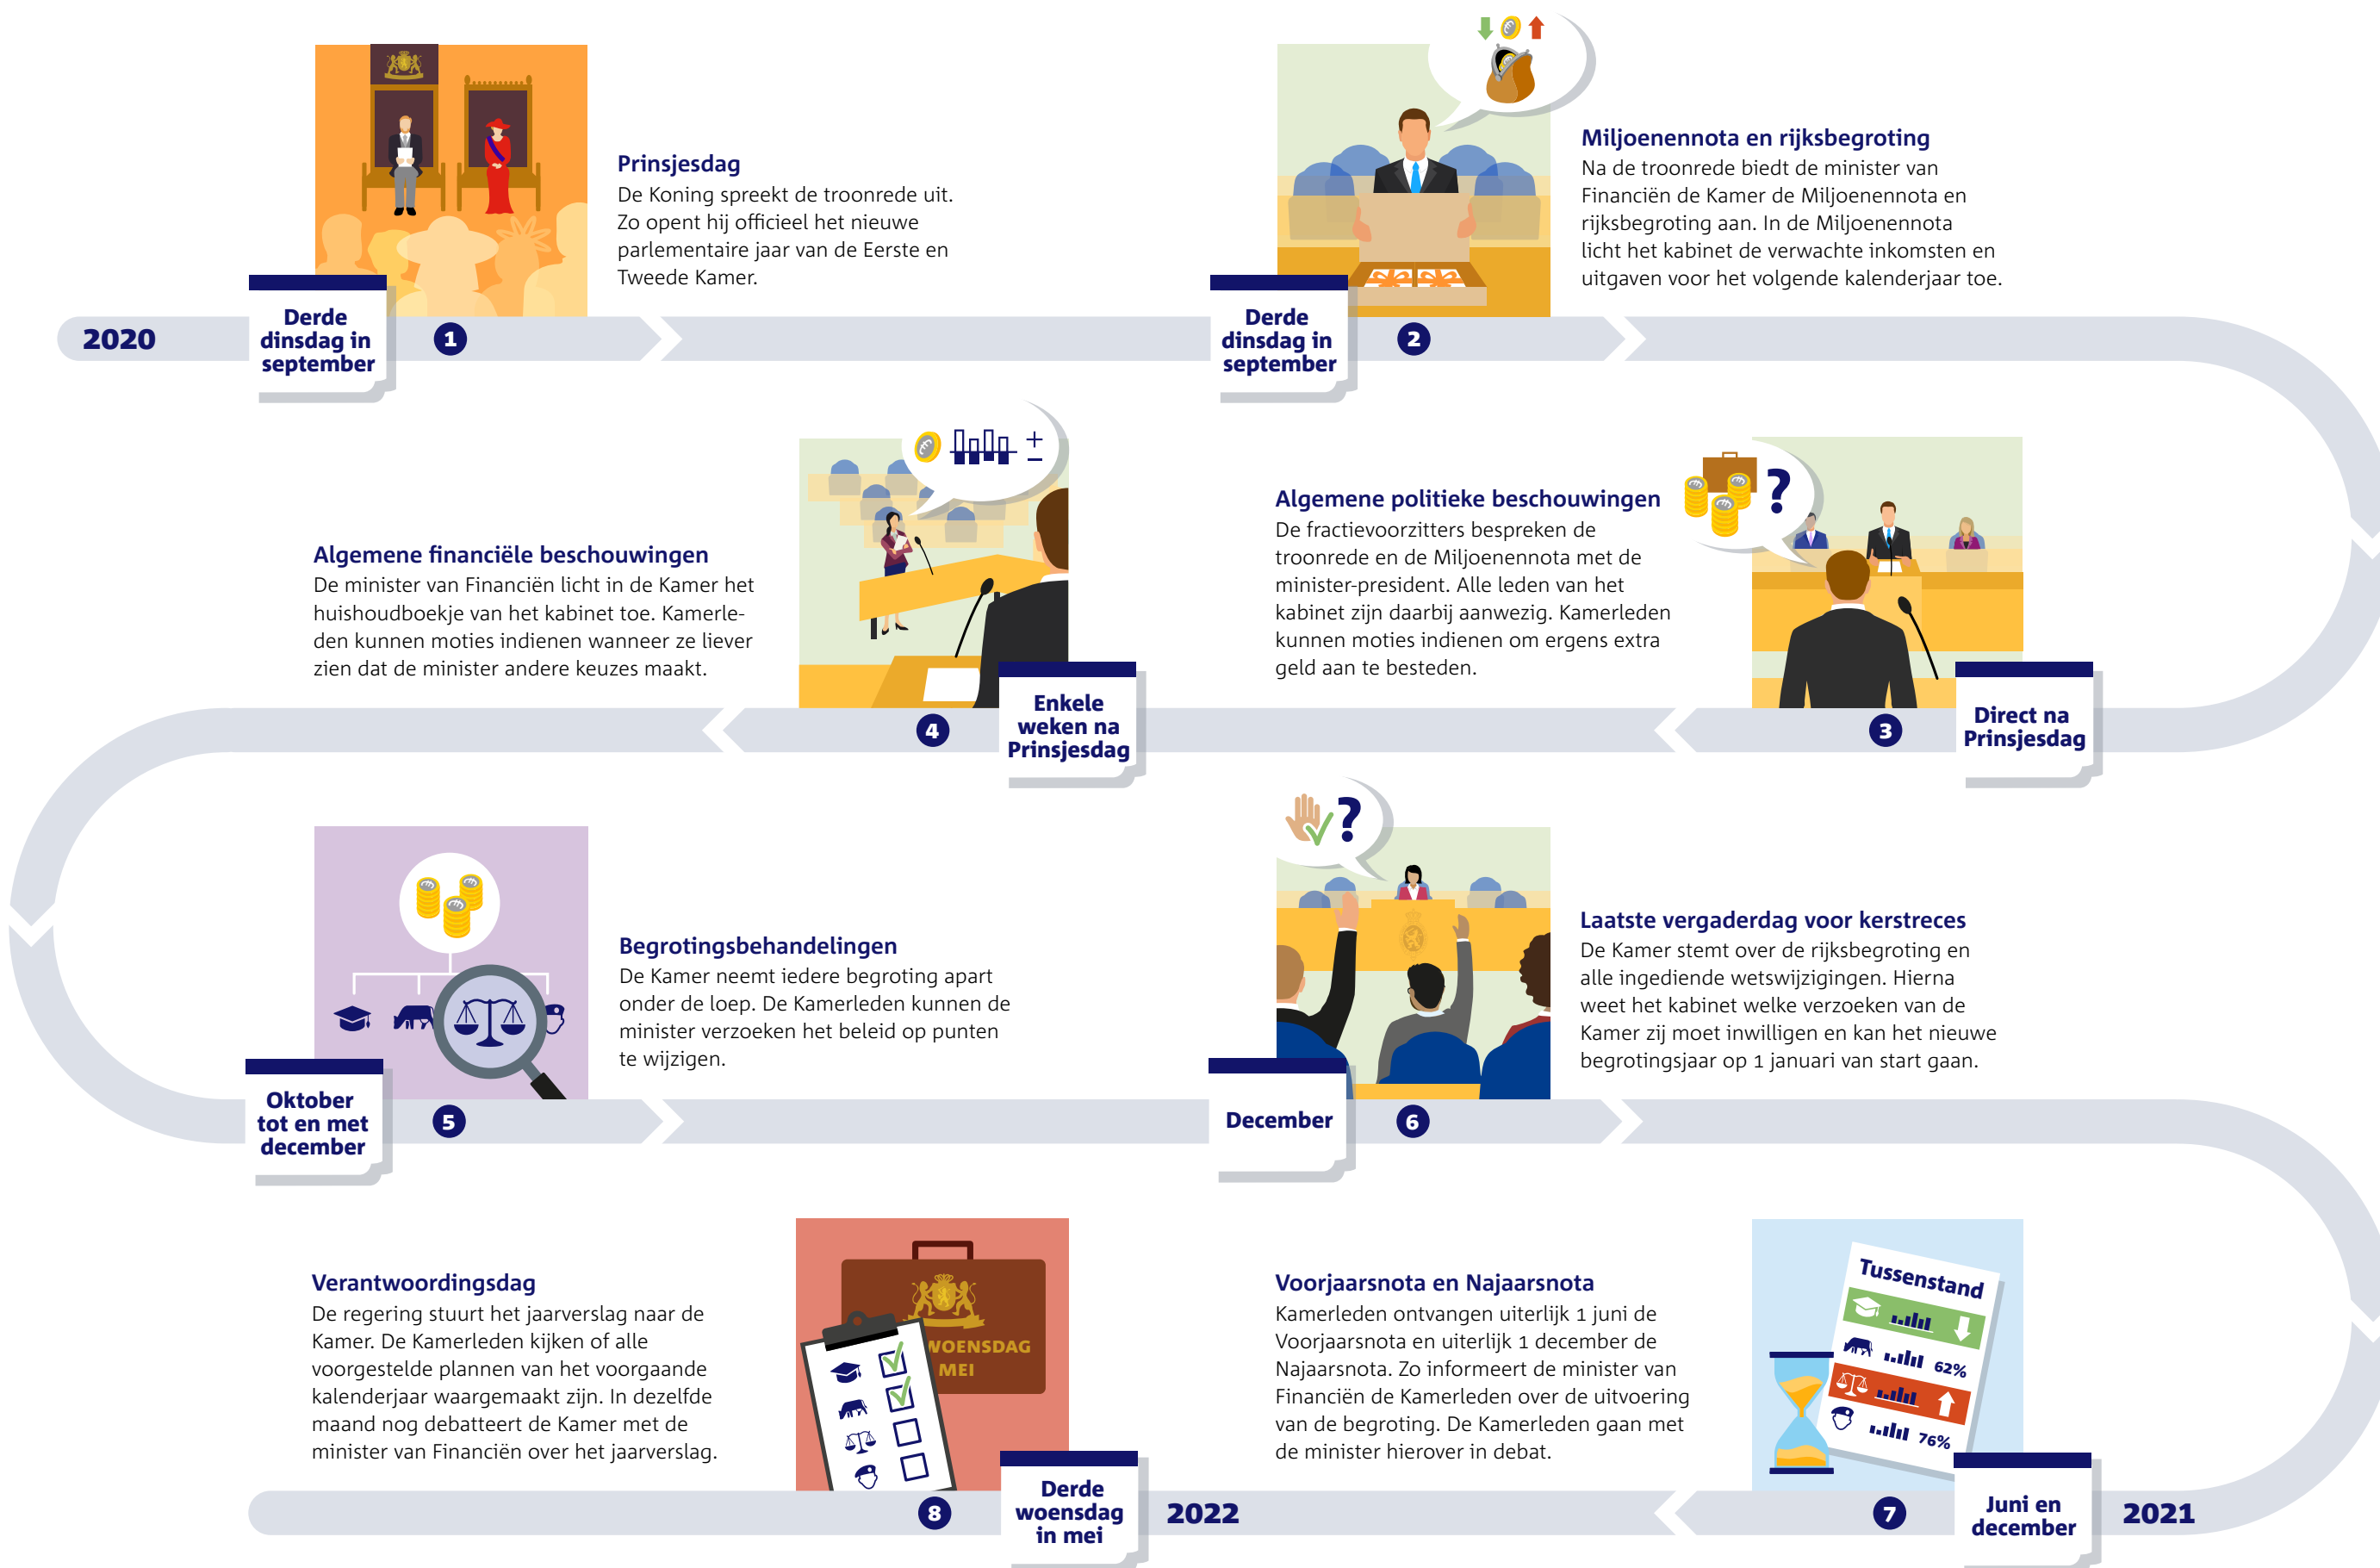 Prinsjesdag
De Koning spreekt de troonrede uit.
Zo opent hij officieel het nieuwe
parlementaire jaar van de Eerste en
Tweede Kamer.
2020
Derde
dinsdag in
september
1
Miljoenennota en rijksbegroting
Na de troonrede biedt de minister van
Financiën de Kamer de Miljoenennota en
rijksbegroting aan. In de Miljoenennota
licht het kabinet de verwachte inkomsten en
uitgaven voor het volgende kalenderjaar toe.
Derde
dinsdag in
september
2
Algemene politieke beschouwingen
De fractievoorzitters bespreken de
troonrede en de Miljoenennota met de
minister-president. Alle leden van het
kabinet zijn daarbij aanwezig. Kamerleden
kunnen moties indienen om ergens extra
geld aan te besteden.
?
3
Direct na
Prinsjesdag
Algemene financiële beschouwingen
De minister van Financiën licht in de Kamer het
huishoudboekje van het kabinet toe. Kamerle-
den kunnen moties indienen wanneer ze liever
zien dat de minister andere keuzes maakt.
+
–
4
Enkele
weken na
Prinsjesdag
Begrotingsbehandelingen
De Kamer neemt iedere begroting apart
onder de loep. De Kamerleden kunnen de
minister verzoeken het beleid op punten
te wijzigen.
Oktober
tot en met
december
5
?
Laatste vergaderdag voor kerstreces
De Kamer stemt over de rijksbegroting en
alle ingediende wetswijzigingen. Hierna
weet het kabinet welke verzoeken van de
Kamer zij moet inwilligen en kan het nieuwe
begrotingsjaar op 1 januari van start gaan.
December
6
Voorjaarsnota en Najaarsnota
Kamerleden ontvangen uiterlijk 1 juni de
Voorjaarsnota en uiterlijk 1 december de
Najaarsnota. Zo informeert de minister van
Financiën de Kamerleden over de uitvoering
van de begroting. De Kamerleden gaan met
de minister hierover in debat.
Tussenstand
62%
76%
7
Juni en
december
2021
Verantwoordingsdag
De regering stuurt het jaarverslag naar de
Kamer. De Kamerleden kijken of alle
voorgestelde plannen van het voorgaande
kalenderjaar waargemaakt zijn. In dezelfde
maand nog debatteert de Kamer met de
minister van Financiën over het jaarverslag.
WOENSDAG
MEI
8
Derde
woensdag
in mei
2022